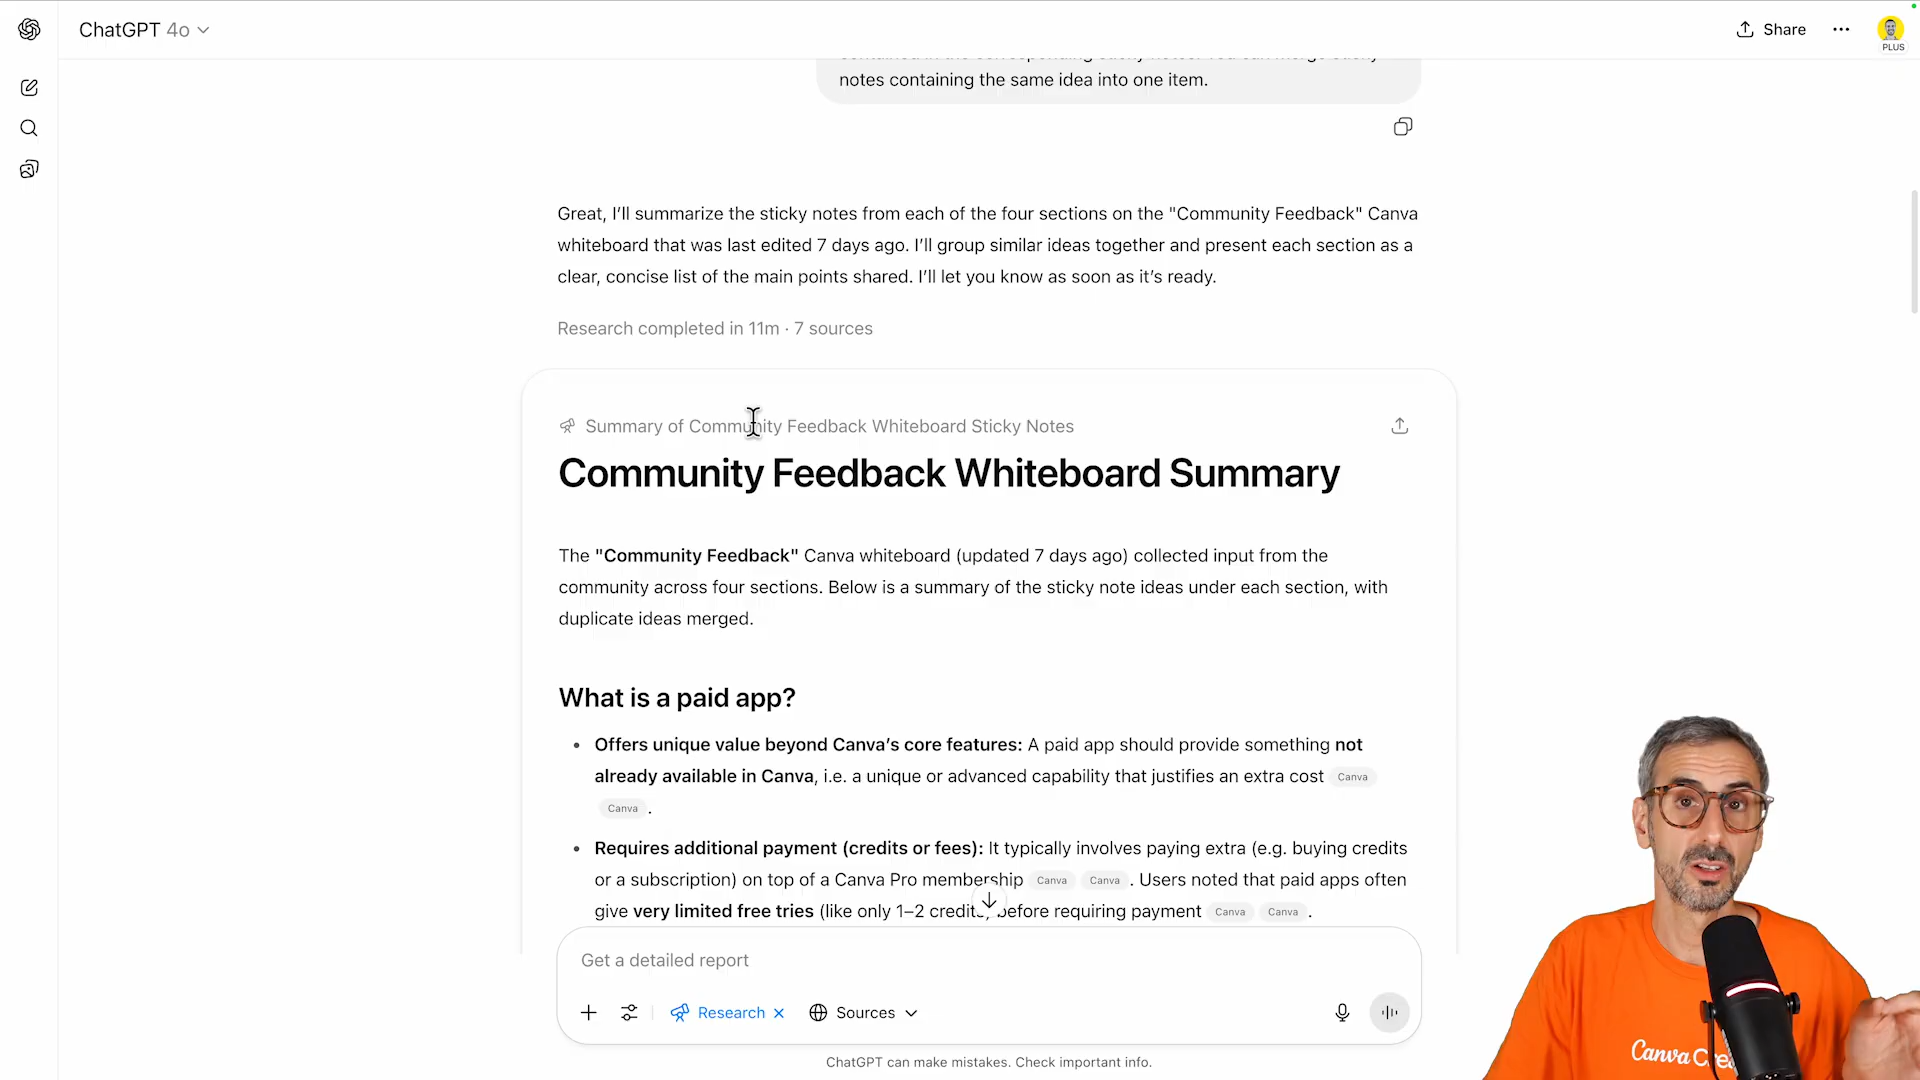 ChatGPT 4o
Share
PLUS
notes containing the same idea into one item.
Great, I'll summarize the sticky notes from each of the four sections on the "Community Feedback" Canva
whiteboard that was last edited 7 days ago. I'll group similar ideas together and present each section as a
clear, concise list of the main points shared. I'll let you know as soon as it's ready.
Research completed in 11m · 7 sources
Summary of Community Feedback Whiteboard Sticky Notes
Community Feedback Whiteboard Summary
The "Community Feedback" Canva whiteboard (updated 7 days ago) collected input from the
community across four sections. Below is a summary of the sticky note ideas under each section, with
duplicate ideas merged.
What is a paid app?
• Offers unique value beyond Canva's core features: A paid app should provide something not
already available in Canva, i.e. a unique or advanced capability that justifies an extra cost Canva
Canva .
• Requires additional payment (credits or fees): It typically involves paying extra (e.g. buying credits
or a subscription) on top of a Canva Pro membership Canva Canva . Users noted that paid apps often
give very limited free tries (like only 1–2 credits) before requiring payment Canva Canva .
Get a detailed report
Research Sources
ChatGPT can make mistakes. Check important info.
Canva